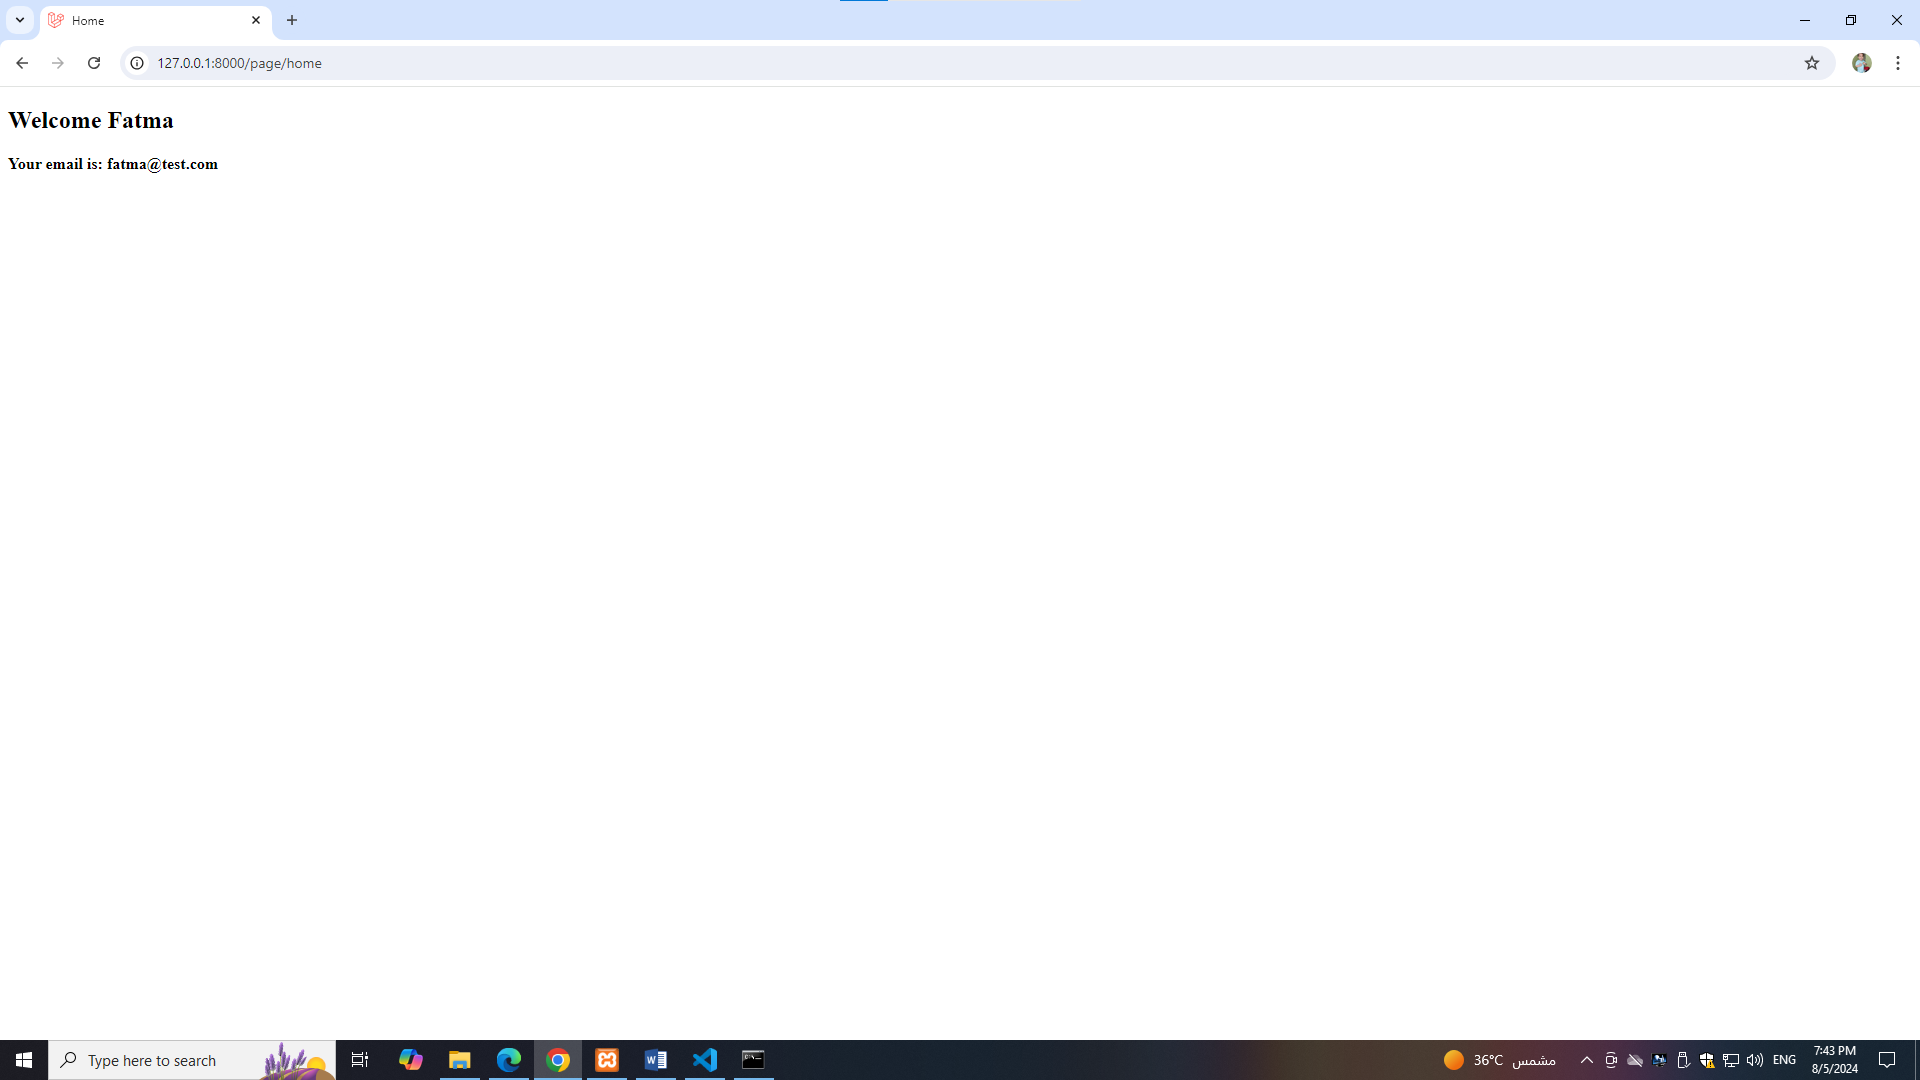 Home
127.0.0.1:8000/page/home
Welcome Fatma
Your email is: fatma@test.com
Type here to search
36°C مشمس
ENG
7:43 PM
8/5/2024